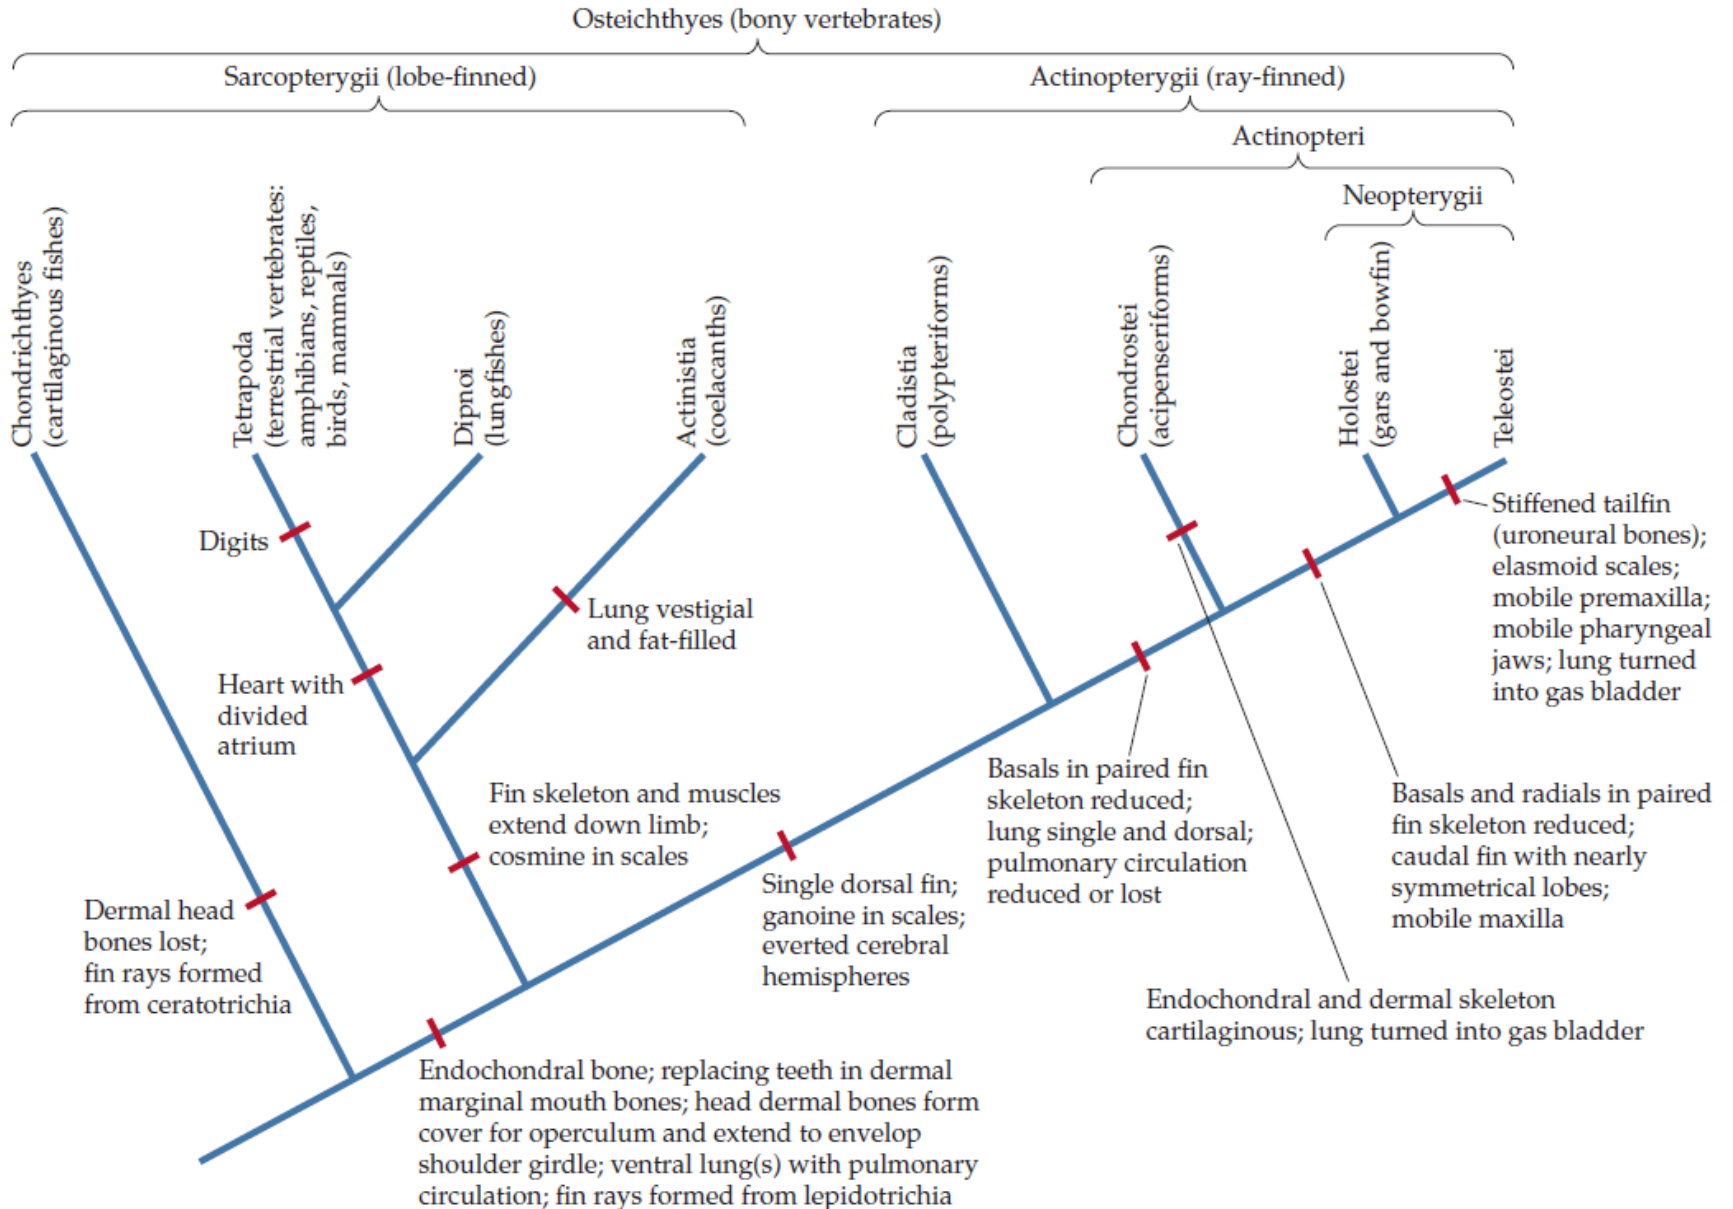 Osteichthyes (bony vertebrates)
Sarcopterygii (lobe-finned)
Actinopterygii (ray-finned)
Actinopteri
Neopterygii
Chondrichthyes
(cartilaginous fishes)
Tetrapoda
(terrestrial vertebrates:
amphibians, reptiles,
birds, mammals)
Dipnoi
(lungfishes)
Actinistia
(coelacanths)
Cladistia
(polypteriforms)
Chondrostei
(acipenseriforms)
Holostei
(gars and bowfin)
Teleostei
Digits
Heart with
divided
atrium
Lung vestigial
and fat-filled
Stiffened tailfin
(uroneural bones);
elasmoid scales;
mobile premaxilla;
mobile pharyngeal
jaws; lung turned
into gas bladder
Dermal head
bones lost;
fin rays formed
from ceratotrichia
Fin skeleton and muscles
extend down limb;
cosmine in scales
Single dorsal fin;
ganoine in scales;
everted cerebral
hemispheres
Basals in paired fin
skeleton reduced;
lung single and dorsal;
pulmonary circulation
reduced or lost
Basals and radials in paired
fin skeleton reduced;
caudal fin with nearly
symmetrical lobes;
mobile maxilla
Endochondral and dermal skeleton
cartilaginous; lung turned into gas bladder
Endochondral bone; replacing teeth in dermal
marginal mouth bones; head dermal bones form
cover for operculum and extend to envelop
shoulder girdle; ventral lung(s) with pulmonary
circulation; fin rays formed from lepidotrichia